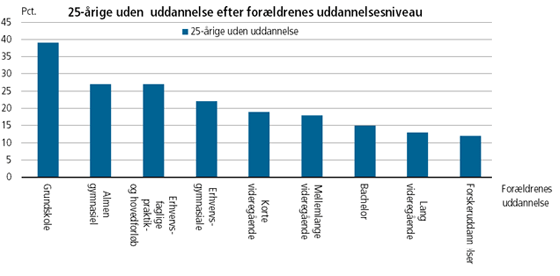 Pct.
25-årige uden uddannelse efter forældrenes uddannelsesniveau
25-årige uden uddannelse
45
40
35
30
25
20
15
10
5
0
Grundskole
Almen
gymnasiel
Erhvervs-
faglige
praktik-
og hovedforløb
Erhvervs-
gymnasiale
Korte
videregående
Mellemlange
videregående
Bachelor
Lang
videregående
Forskeruddann elser
Forældrenes
uddannelse